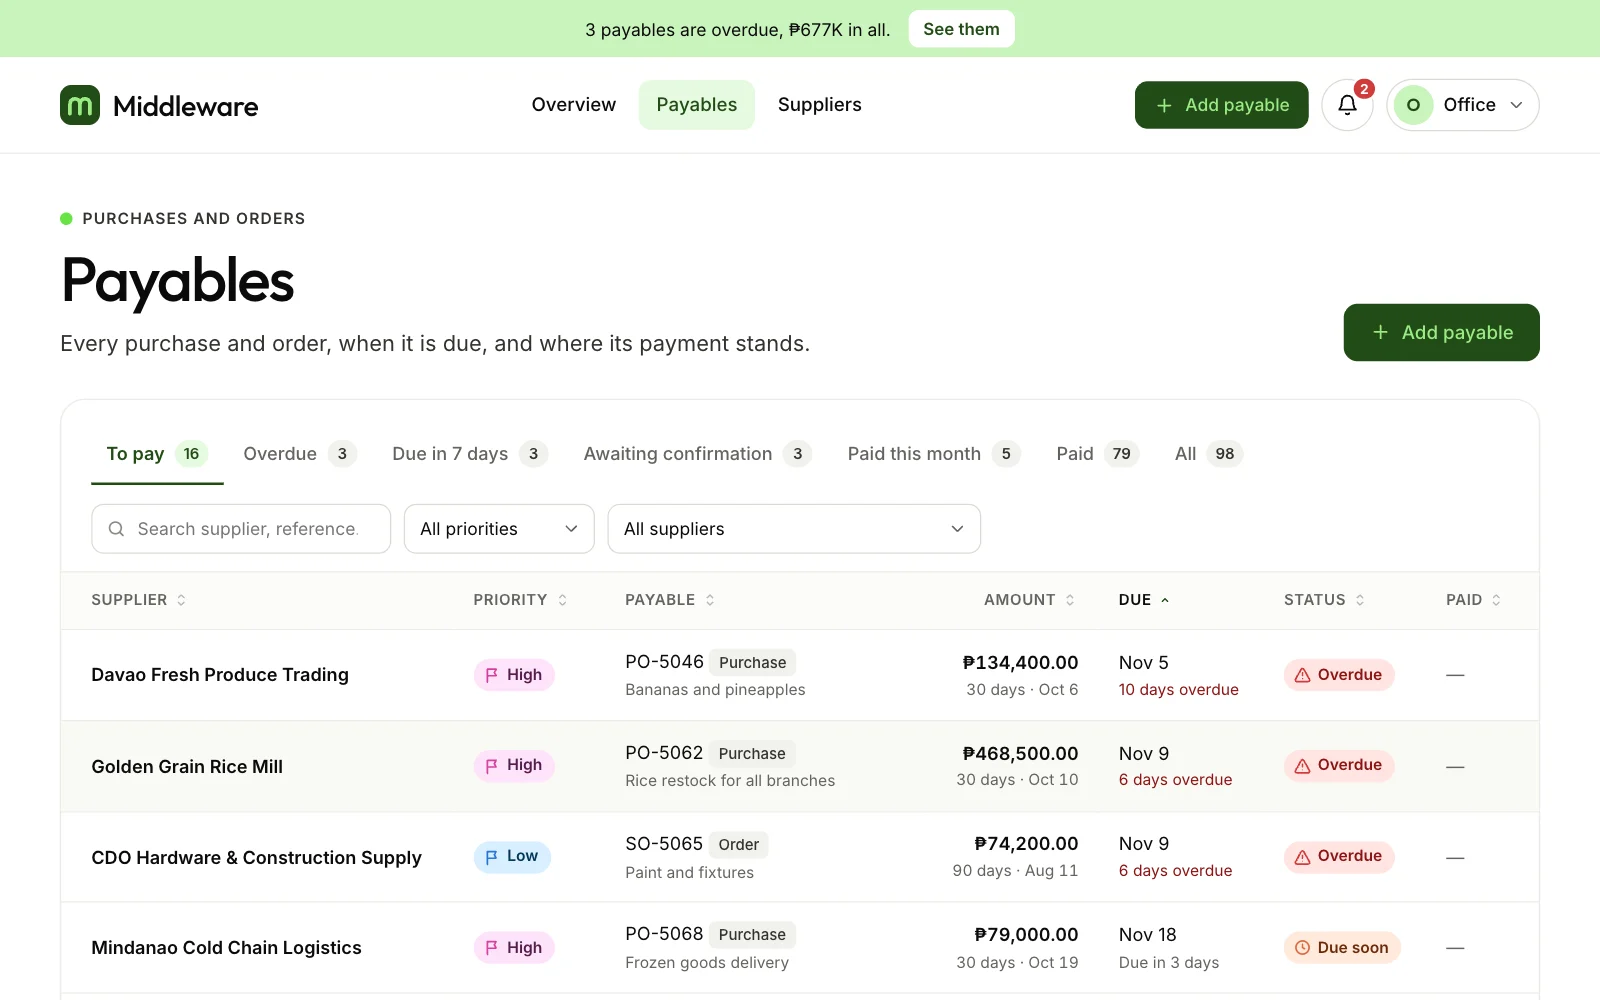 3 payables are overdue, ₱677K in all. See them
m Middleware Overview Payables Suppliers + Add payable 2 O Office
PURCHASES AND ORDERS
Payables
Every purchase and order, when it is due, and where its payment stands.
+ Add payable
To pay 16 Overdue 3 Due in 7 days 3 Awaiting confirmation 3 Paid this month 5 Paid 79 All 98
Search supplier, reference. All priorities All suppliers
SUPPLIER PRIORITY PAYABLE AMOUNT DUE STATUS PAID
Davao Fresh Produce Trading High PO-5046 Purchase ₱134,400.00 Nov 5 Overdue —
Bananas and pineapples 30 days · Oct 6 10 days overdue
Golden Grain Rice Mill High PO-5062 Purchase ₱468,500.00 Nov 9 Overdue —
Rice restock for all branches 30 days · Oct 10 6 days overdue
CDO Hardware & Construction Supply Low SO-5065 Order ₱74,200.00 Nov 9 Overdue —
Paint and fixtures 90 days · Aug 11 6 days overdue
Mindanao Cold Chain Logistics High PO-5068 Purchase ₱79,000.00 Nov 18 Due soon —
Frozen goods delivery 30 days · Oct 19 Due in 3 days